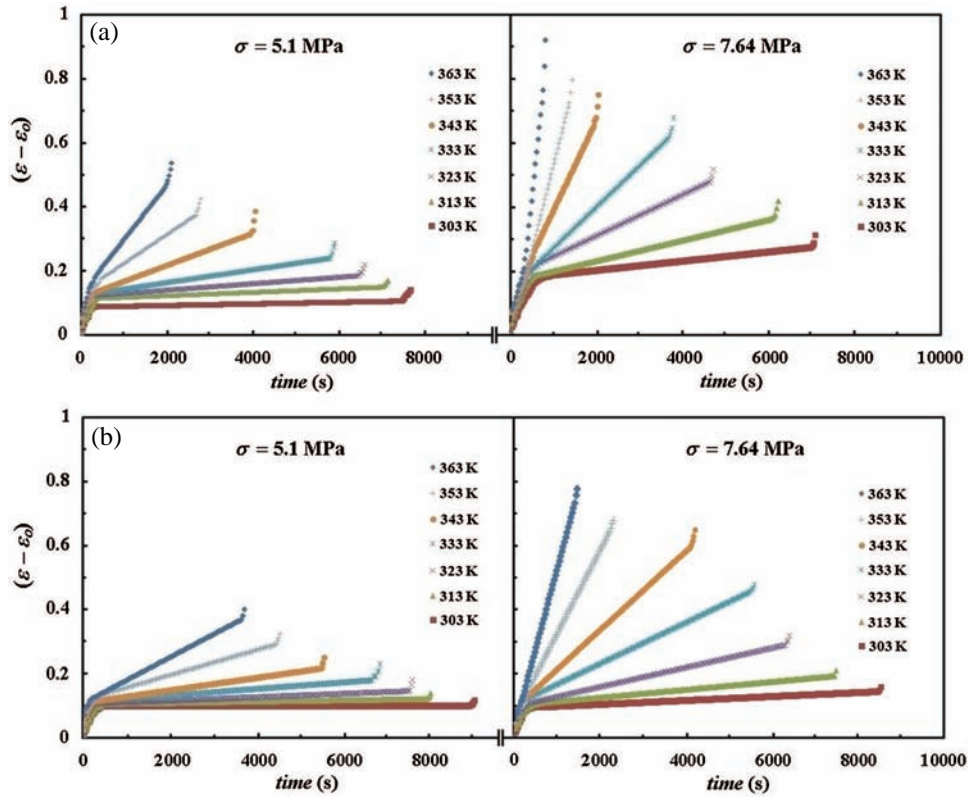 (a)
σ = 5.1 MPa
363 K
353 K
343 K
333 K
323 K
313 K
303 K
(ε – εo)
1
0.8
0.6
0.4
0.2
0
0 2000 4000 6000 8000
time (s)
σ = 7.64 MPa
363 K
353 K
343 K
333 K
323 K
313 K
303 K
0 2000 4000 6000 8000 10000
time (s)
(b)
σ = 5.1 MPa
363 K
353 K
343 K
333 K
323 K
313 K
303 K
(ε – εo)
1
0.8
0.6
0.4
0.2
0
0 2000 4000 6000 8000
time (s)
σ = 7.64 MPa
363 K
353 K
343 K
333 K
323 K
313 K
303 K
0 2000 4000 6000 8000 10000
time (s)